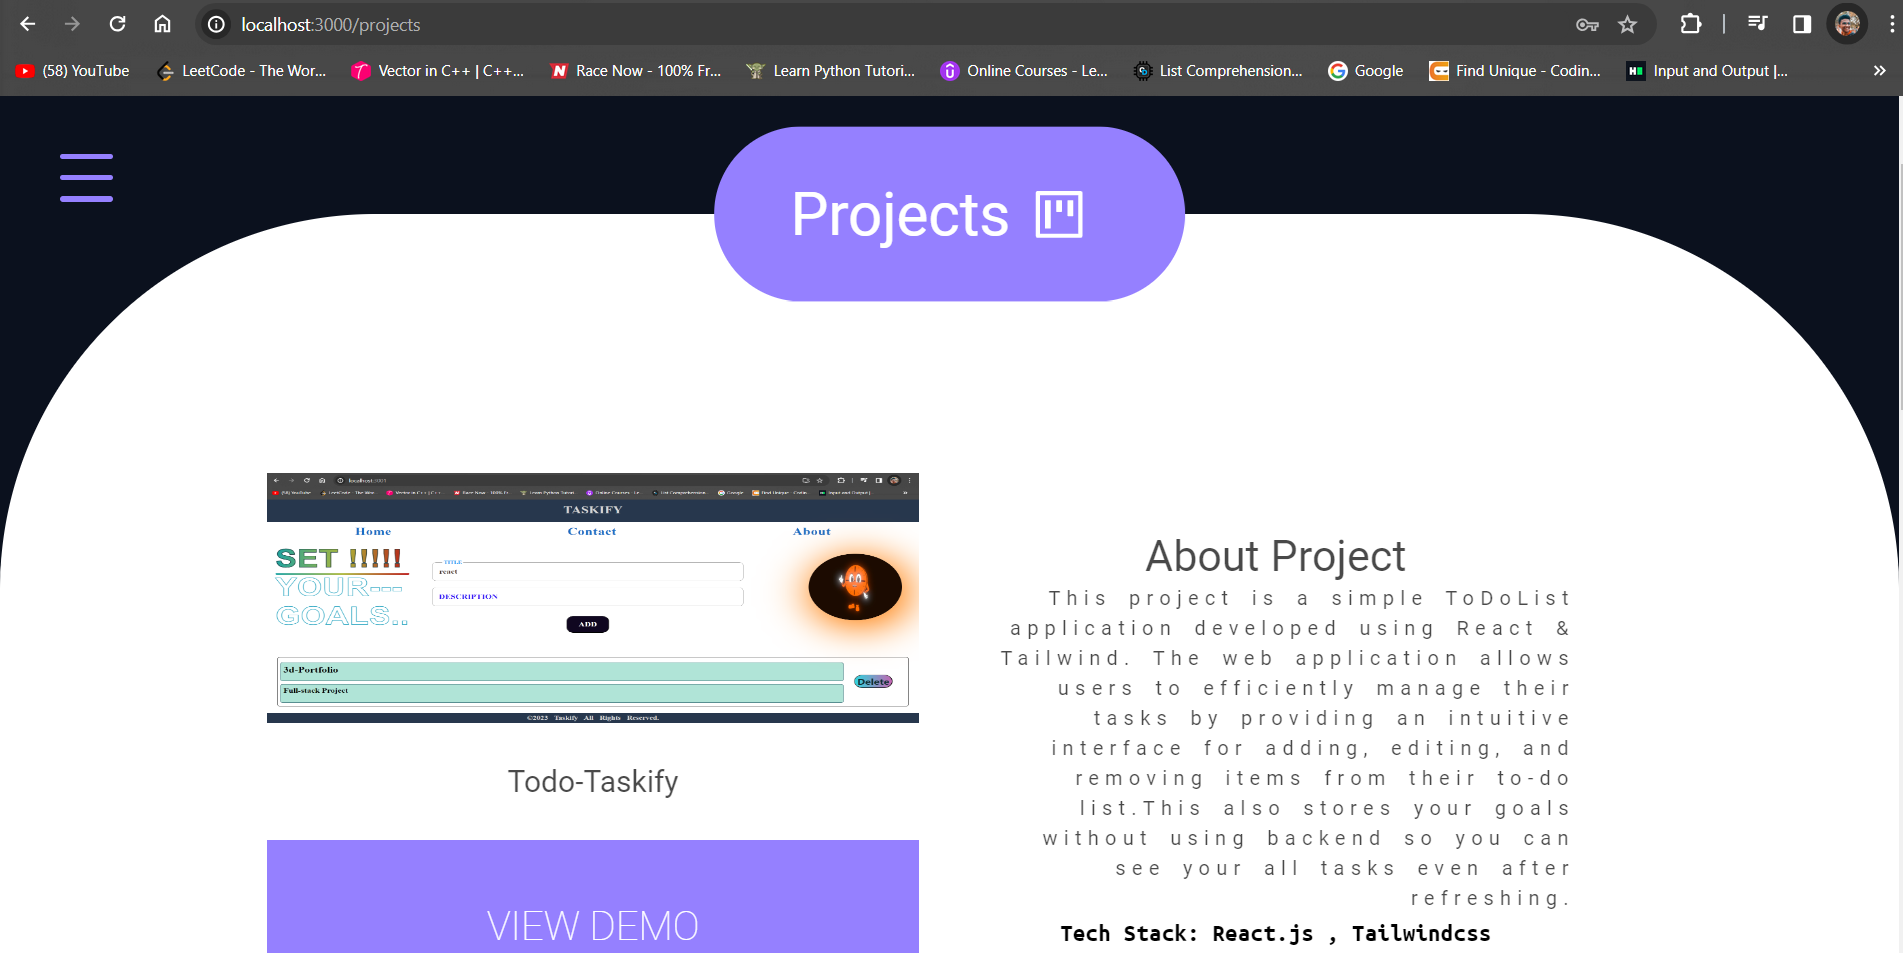 localhost:3000/projects
(58) YouTube
LeetCode - The Wor...
Vector in C++ | C++...
Race Now - 100% Fr...
Learn Python Tutori...
Online Courses - Le...
List Comprehension...
Google
Find Unique - Codin...
Input and Output |...
Projects
localhost:3001
(58) YouTube
Google
TASKIFY
Home
Contact
About
SET !!!!!
YOUR---
GOALS..
TITLE
react
DESCRIPTION
ADD
3d-Portfolio
Full-stack Project
Delete
©2023 Taskify All Rights Reserved.
Todo-Taskify
VIEW DEMO
About Project
This project is a simple ToDoList
application developed using React &
Tailwind. The web application allows
users to efficiently manage their
tasks by providing an intuitive
interface for adding, editing, and
removing items from their to-do
list.This also stores your goals
without using backend so you can
see your all tasks even after
refreshing.
Tech Stack: React.js , Tailwindcss